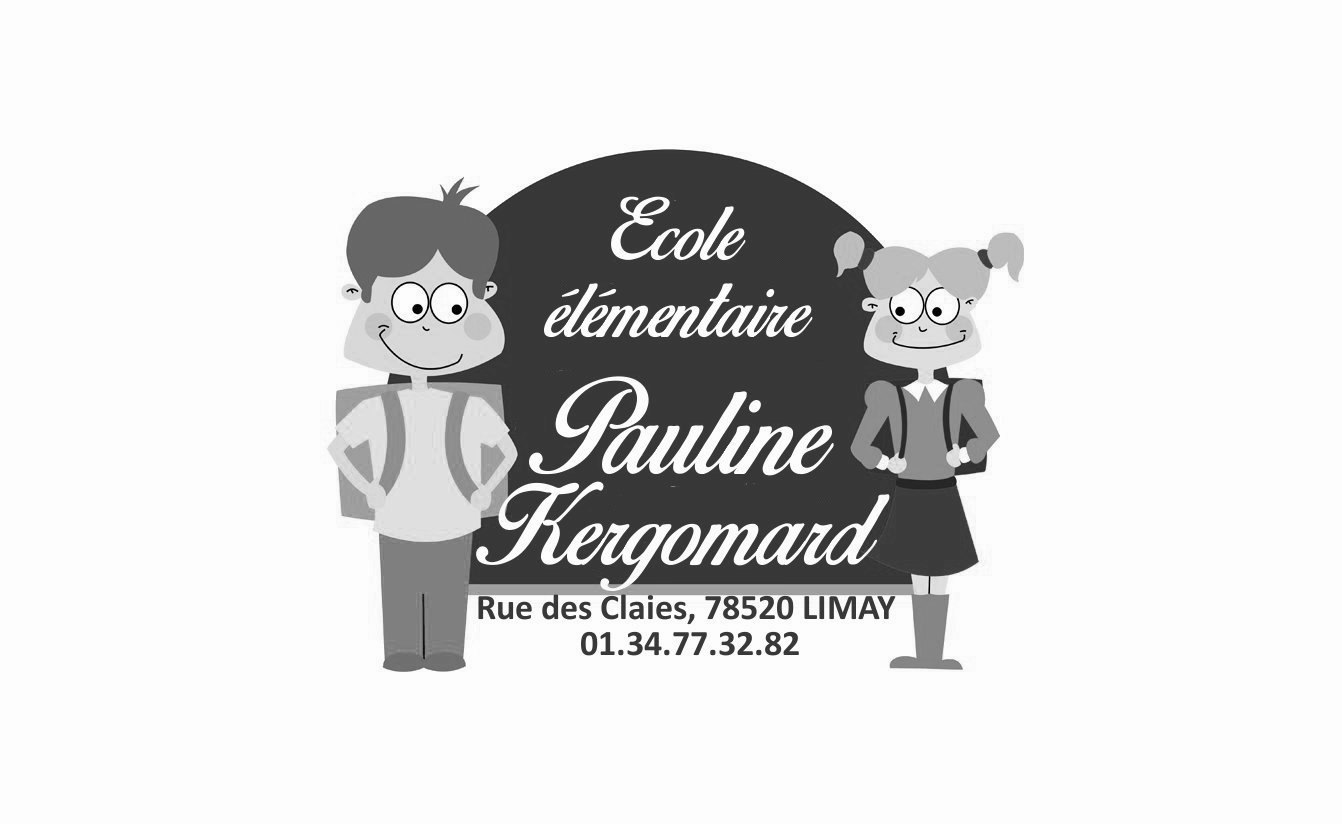 Ecole
élémentaire
Pauline
Kergomard
Rue des Claies, 78520 LIMAY
01.34.77.32.82